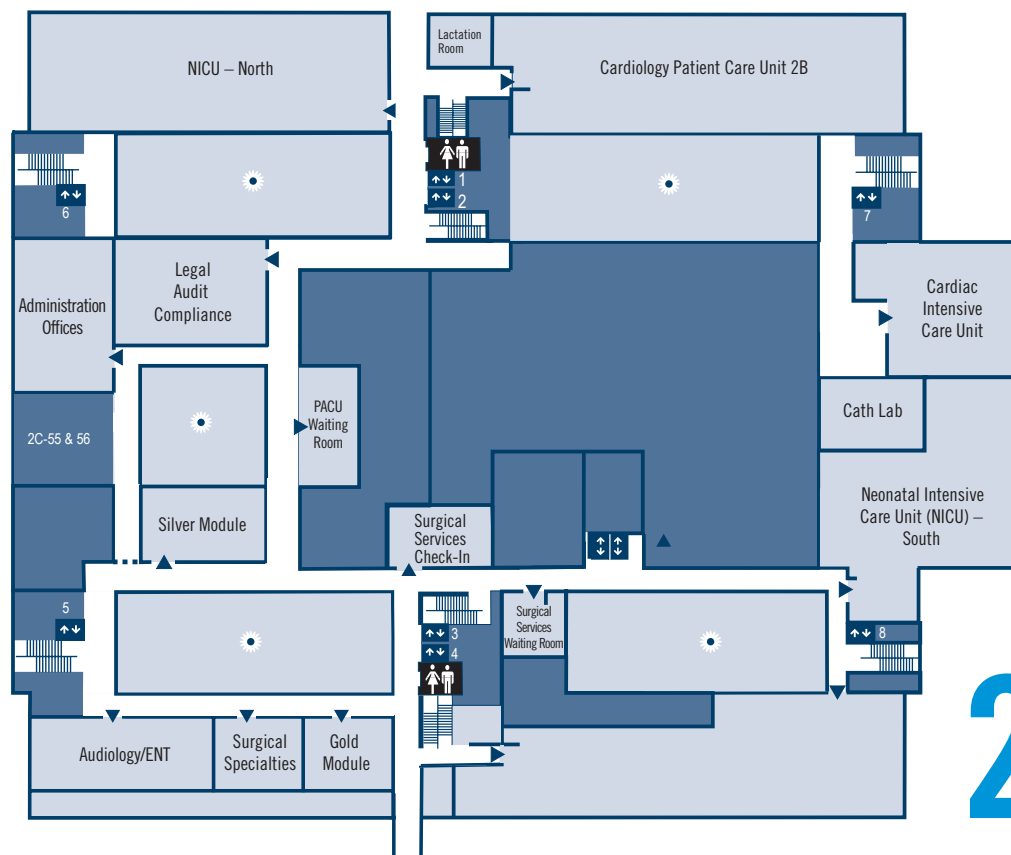 Lactation
Room
NICU – North
Cardiology Patient Care Unit 2B
1
2
6
7
Legal
Audit
Compliance
Administration
Offices
Cardiac
Intensive
Care Unit
PACU
Waiting
Room
Cath Lab
2C-55 & 56
Silver Module
Surgical
Services
Check-In
Neonatal Intensive
Care Unit (NICU) –
South
5
Surgical
Services
Waiting Room
3
4
8
Audiology/ENT
Surgical
Specialties
Gold
Module
2